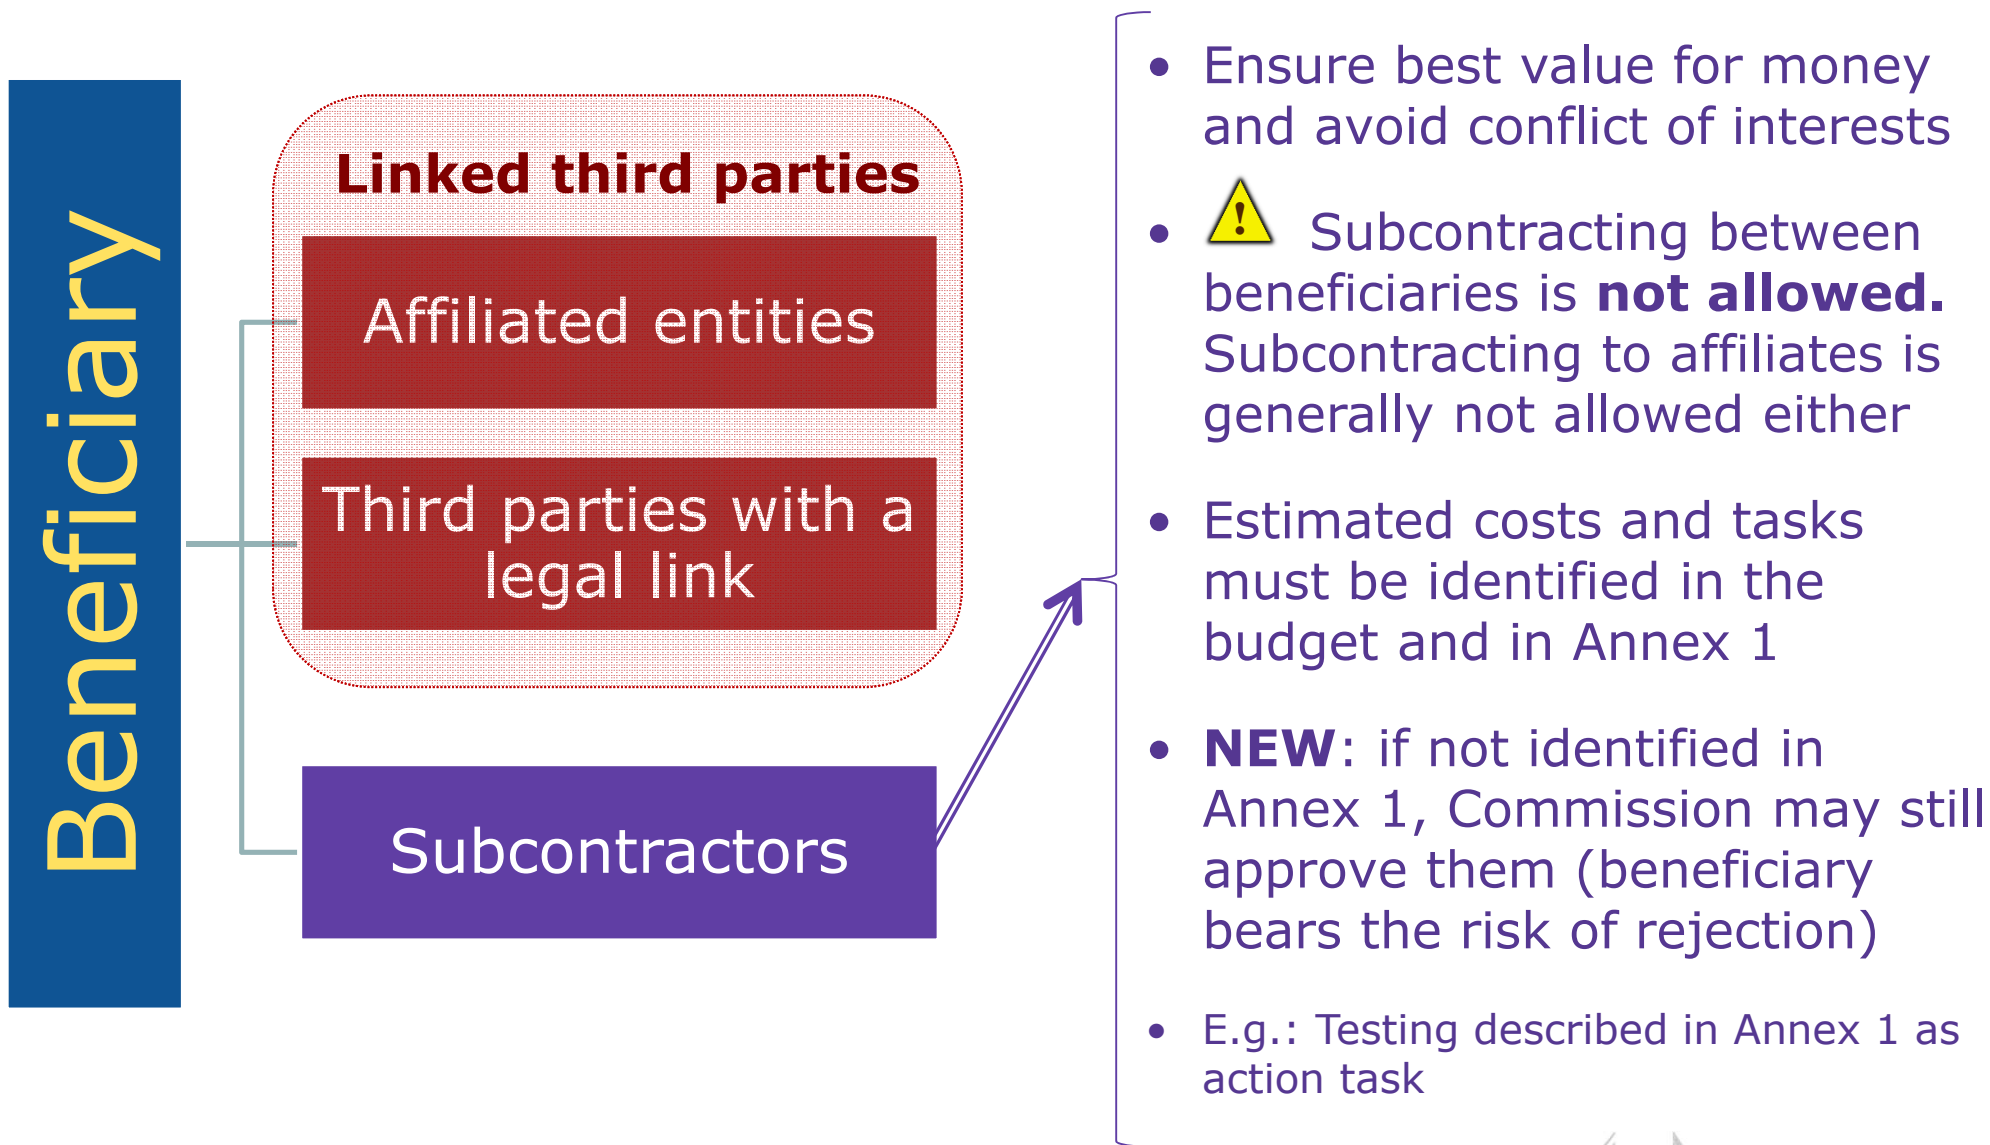 Beneficiary
Linked third parties
Affiliated entities
Third parties with a
legal link
Subcontractors
• Ensure best value for money
and avoid conflict of interests
• ! Subcontracting between
beneficiaries is not allowed.
Subcontracting to affiliates is
generally not allowed either
• Estimated costs and tasks
must be identified in the
budget and in Annex 1
• NEW: if not identified in
Annex 1, Commission may still
approve them (beneficiary
bears the risk of rejection)
• E.g.: Testing described in Annex 1 as
action task